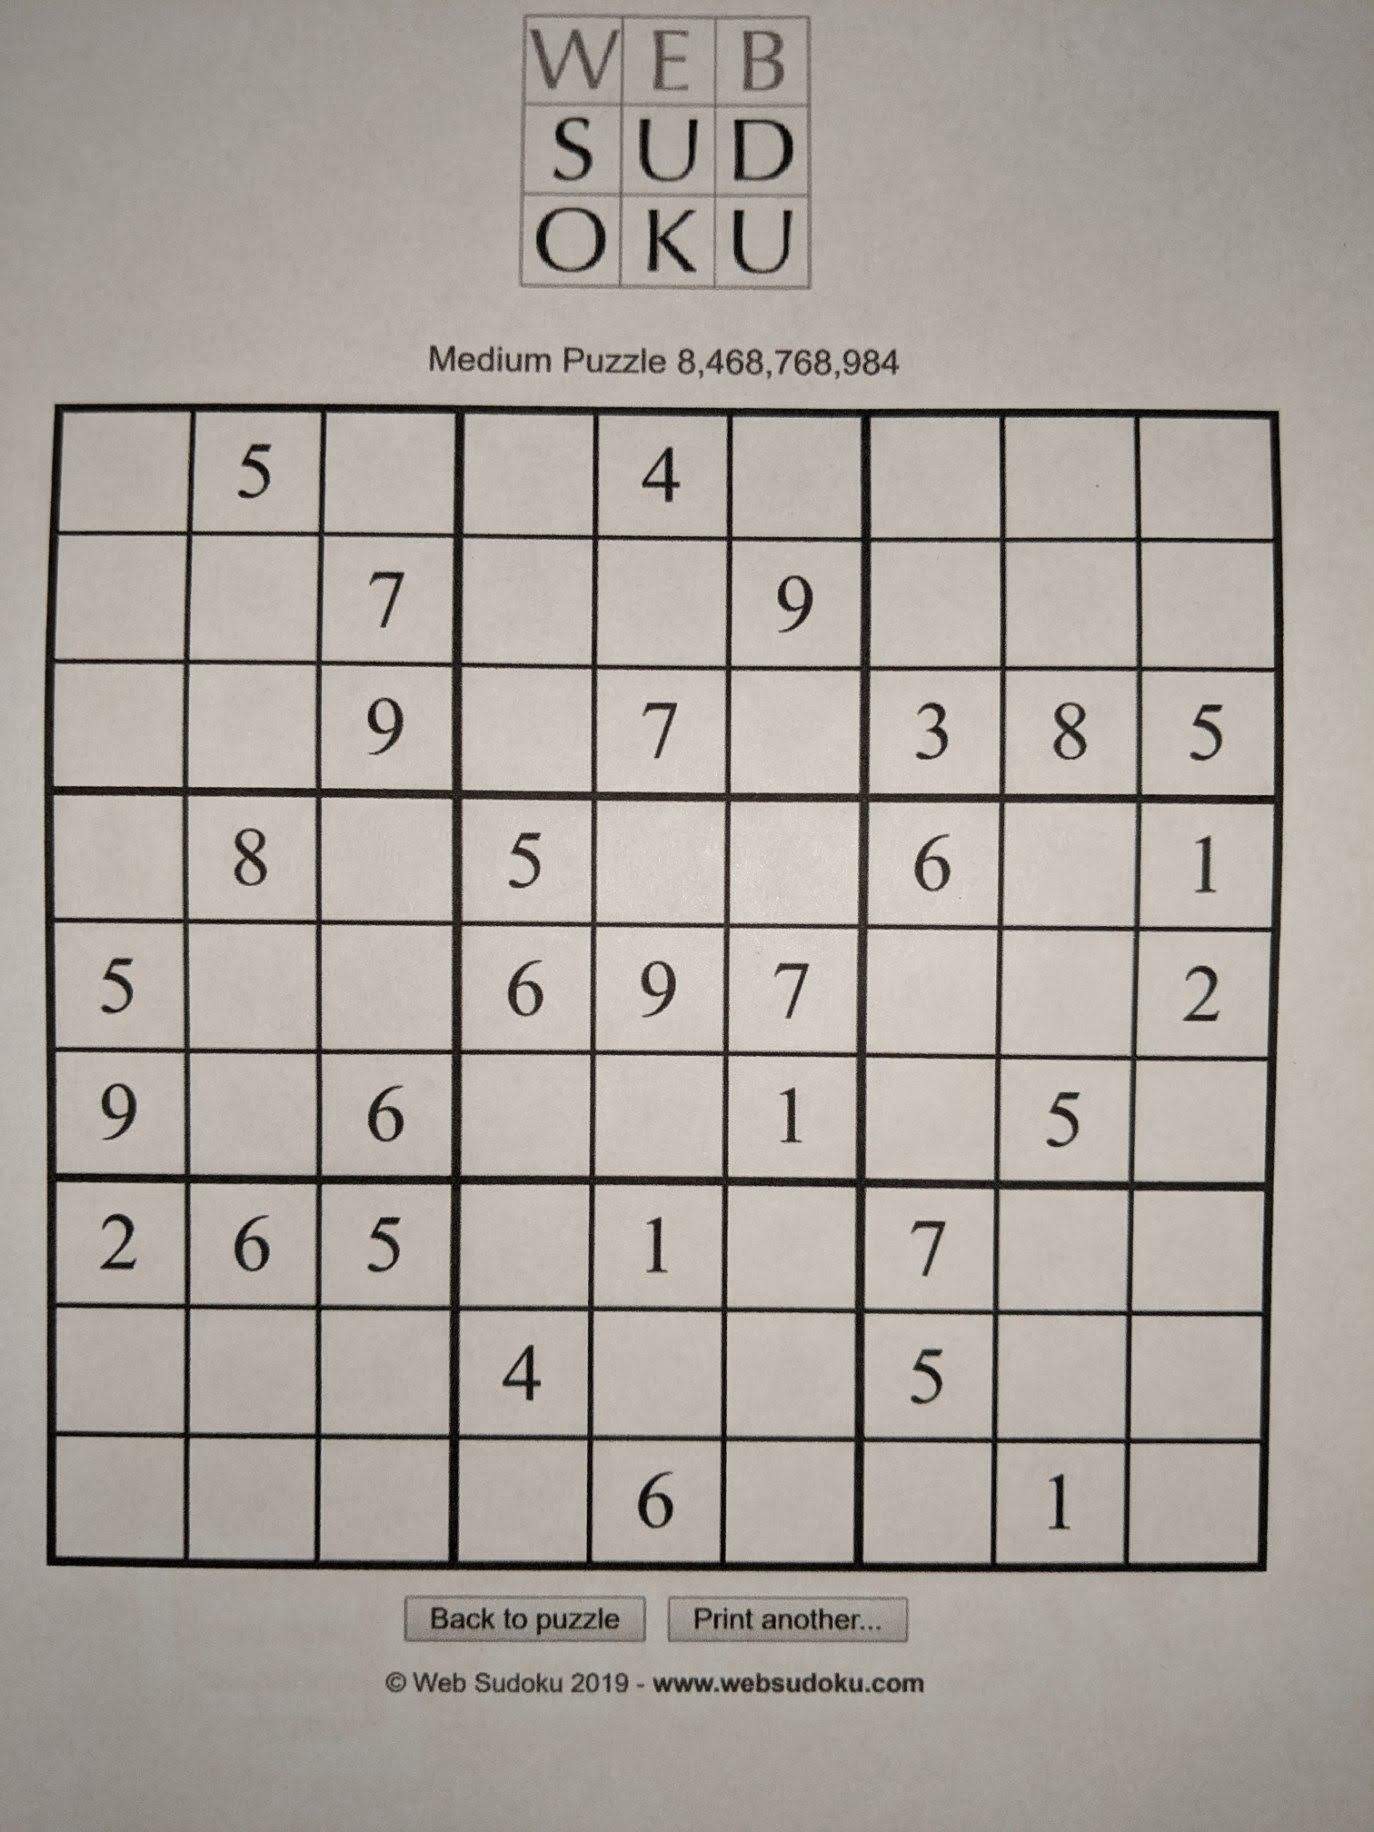 W E B
S U D
O K U
Medium Puzzle 8,468,768,984
5 4
7 9
9 7 3 8 5
8 5 6 1
5 6 9 7 2
9 6 1 5
2 6 5 1 7
4 5
6 1
Back to puzzle Print another...
© Web Sudoku 2019 - www.websudoku.com